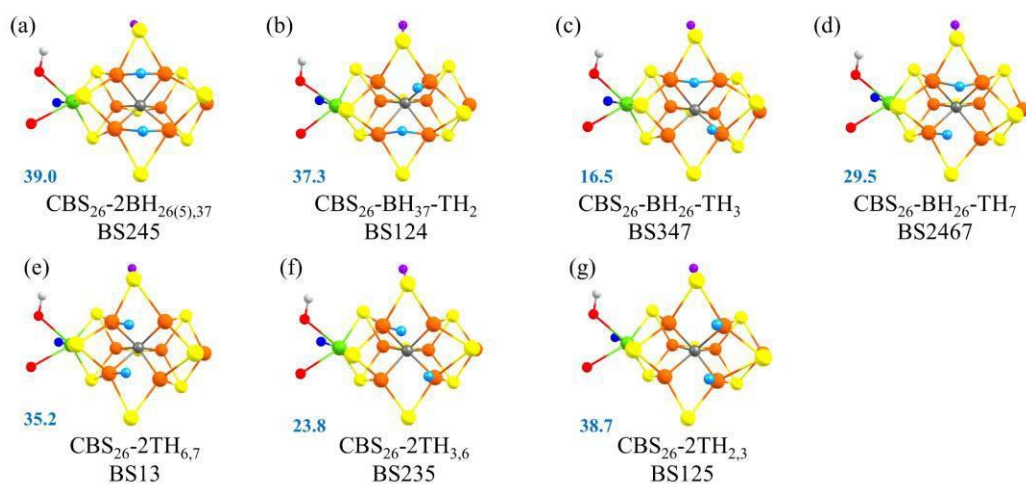 (a) (b) (c) (d)
39.0 37.3 16.5 29.5
CBS₂₆-2BH₂₆₍₅₎,₃₇ CBS₂₆-BH₃₇-TH₂ CBS₂₆-BH₂₆-TH₃ CBS₂₆-BH₂₆-TH₇
BS245 BS124 BS347 BS2467
(e) (f) (g)
35.2 23.8 38.7
CBS₂₆-2TH₆,₇ CBS₂₆-2TH₃,₆ CBS₂₆-2TH₂,₃
BS13 BS235 BS125